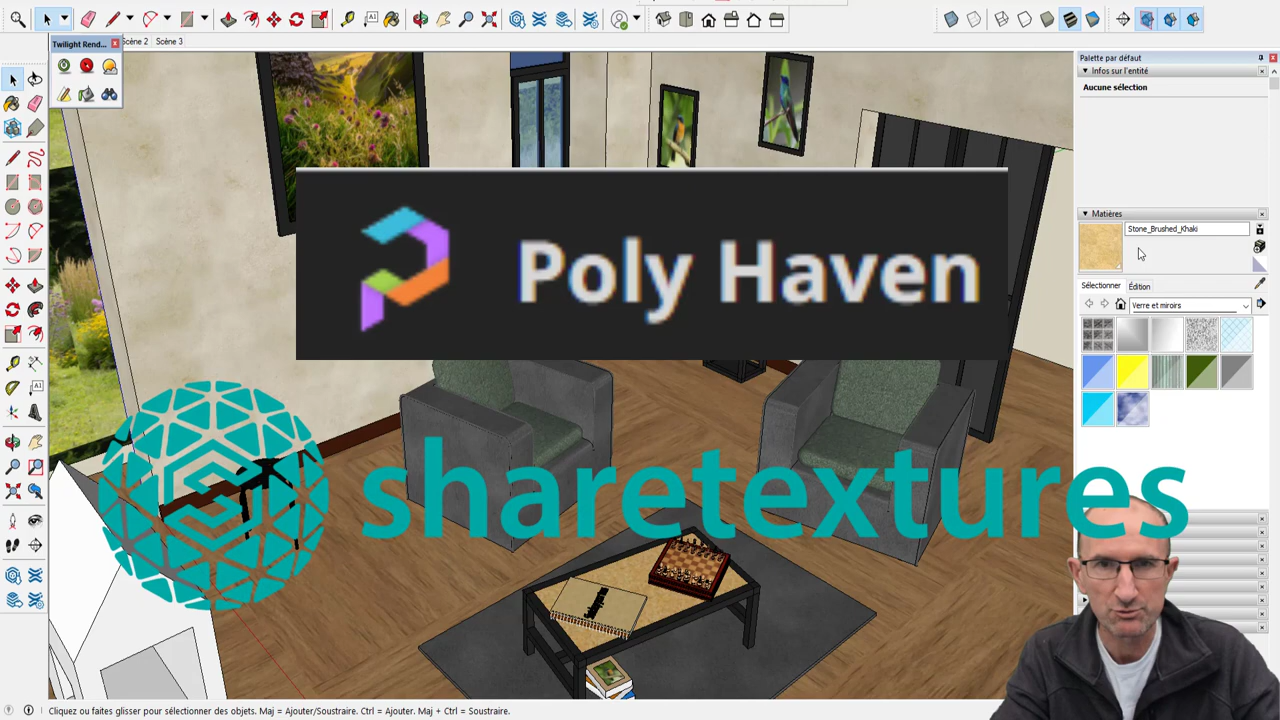 Twilight Rend...
Scène 2
Scène 3
Palette par défaut
Infos sur l'entité
Aucune sélection
Matières
Stone_Brushed_Khaki
Sélectionner
Édition
Verre et miroirs
Poly Haven
sharetextures
Cliquez ou faites glisser pour sélectionner des objets. Maj = Ajouter/Soustraire. Ctrl = Ajouter. Maj + Ctrl = Soustraire.